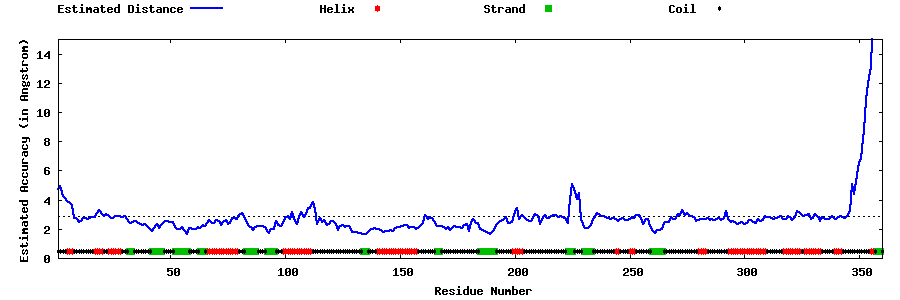 Estimated Distance Helix Strand Coil
Estimated Accuracy (in Angstrom)
14
12
10
8
6
4
2
0
50 100 150 200 250 300 350
Residue Number